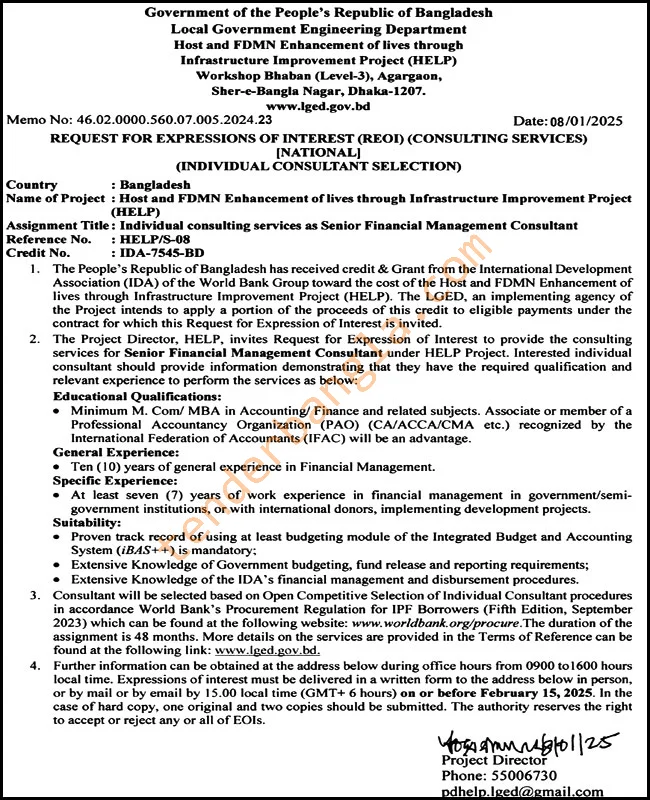 Government of the People's Republic of Bangladesh
Local Government Engineering Department
Host and FDMN Enhancement of lives through
Infrastructure Improvement Project (HELP)
Workshop Bhaban (Level-3), Agargaon,
Sher-e-Bangla Nagar, Dhaka-1207.
www.lged.gov.bd
Memo No: 46.02.0000.560.07.005.2024.23 Date: 08/01/2025
REQUEST FOR EXPRESSIONS OF INTEREST (REOI) (CONSULTING SERVICES)
[NATIONAL]
(INDIVIDUAL CONSULTANT SELECTION)
Country : Bangladesh
Name of Project : Host and FDMN Enhancement of lives through Infrastructure Improvement Project
(HELP)
Assignment Title : Individual consulting services as Senior Financial Management Consultant
Reference No. : HELP/S-08
Credit No. : IDA-7545-BD
1. The People's Republic of Bangladesh has received credit & Grant from the International Development
Association (IDA) of the World Bank Group toward the cost of the Host and FDMN Enhancement of
lives through Infrastructure Improvement Project (HELP). The LGED, an implementing agency of
the Project intends to apply a portion of the proceeds of this credit to eligible payments under the
contract for which this Request for Expression of Interest is invited.
2. The Project Director, HELP, invites Request for Expression of Interest to provide the consulting
services for Senior Financial Management Consultant under HELP Project. Interested individual
consultant should provide information demonstrating that they have the required qualification and
relevant experience to perform the services as below:
Educational Qualifications:
• Minimum M. Com/ MBA in Accounting/ Finance and related subjects. Associate or member of a
Professional Accountancy Organization (PAO) (CA/ACCA/CMA etc.) recognized by the
International Federation of Accountants (IFAC) will be an advantage.
General Experience:
• Ten (10) years of general experience in Financial Management.
Specific Experience:
• At least seven (7) years of work experience in financial management in government/semi-
government institutions, or with international donors, implementing development projects.
Suitability:
• Proven track record of using at least budgeting module of the Integrated Budget and Accounting
System (iBAS++) is mandatory;
• Extensive Knowledge of Government budgeting, fund release and reporting requirements;
• Extensive Knowledge of the IDA's financial management and disbursement procedures.
3. Consultant will be selected based on Open Competitive Selection of Individual Consultant procedures
in accordance World Bank's Procurement Regulation for IPF Borrowers (Fifth Edition, September
2023) which can be found at the following website: www.worldbank.org/procure.The duration of the
assignment is 48 months. More details on the services are provided in the Terms of Reference can be
found at the following link: www.lged.gov.bd.
4. Further information can be obtained at the address below during office hours from 0900 to1600 hours
local time. Expressions of interest must be delivered in a written form to the address below in person,
or by mail or by email by 15.00 local time (GMT+ 6 hours) on or before February 15, 2025. In the
case of hard copy, one original and two copies should be submitted. The authority reserves the right
to accept or reject any or all of EOIs.
Project Director
Phone: 55006730
pdhelp.lged@gmail.com
tenderbangla.com